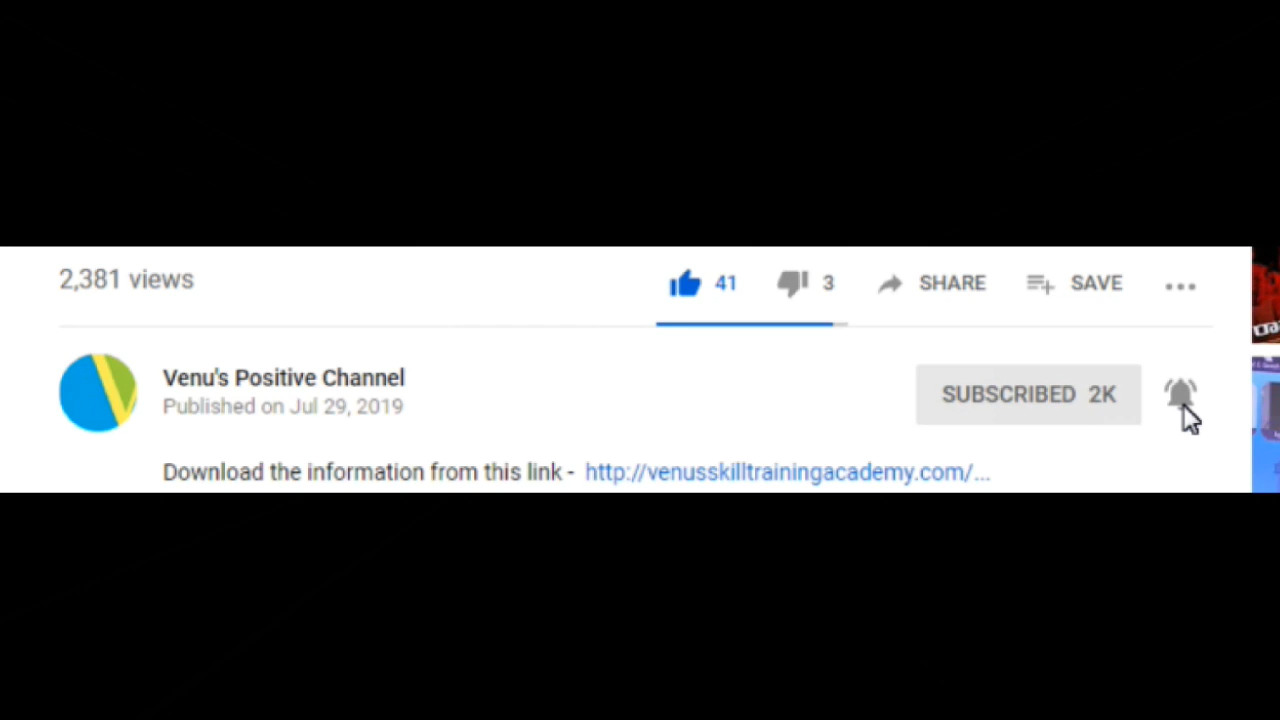 2,381 views
41 3 SHARE SAVE
Venu's Positive Channel
Published on Jul 29, 2019
SUBSCRIBED 2K
Download the information from this link - http://venusskilltrainingacademy.com/...